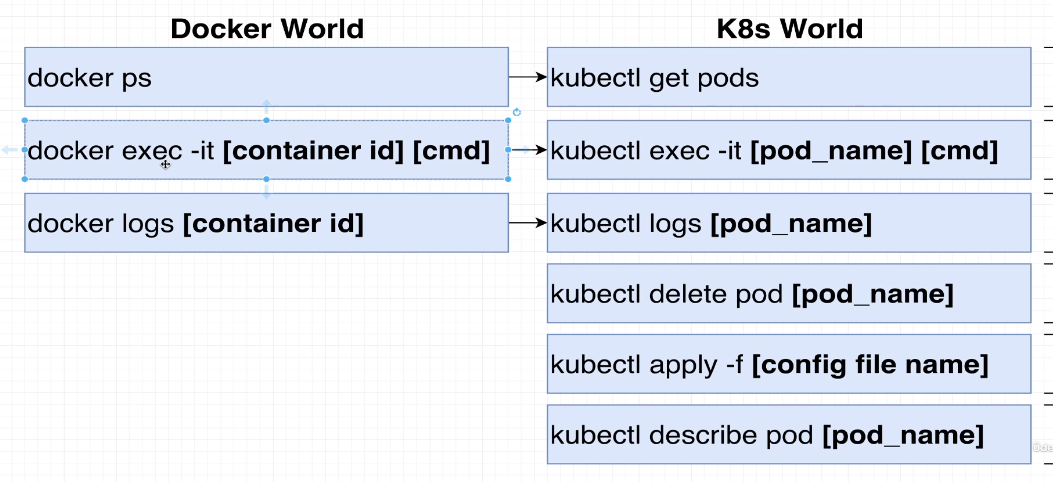 Docker World
K8s World
docker ps
kubectl get pods
docker exec -it [container id] [cmd]
kubectl exec -it [pod_name] [cmd]
docker logs [container id]
kubectl logs [pod_name]
kubectl delete pod [pod_name]
kubectl apply -f [config file name]
kubectl describe pod [pod_name]